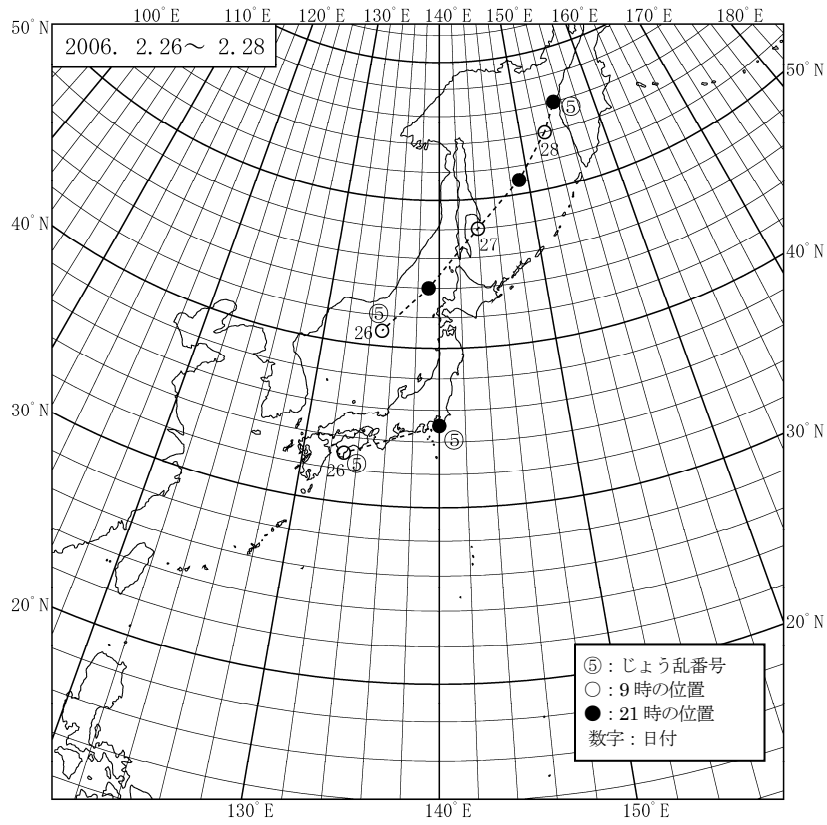 100° E 110° E 120° E 130° E 140° E 150° E 160° E 170° E 180° E
50° N
2006. 2.26～ 2.28
50° N
⑤
28
40° N
27
40° N
⑤
26
30° N
30° N
⑤
26 ⑤
20° N
20° N
⑤：じょう乱番号
○：9 時の位置
●：21 時の位置
数字：日付
130° E 140° E 150° E